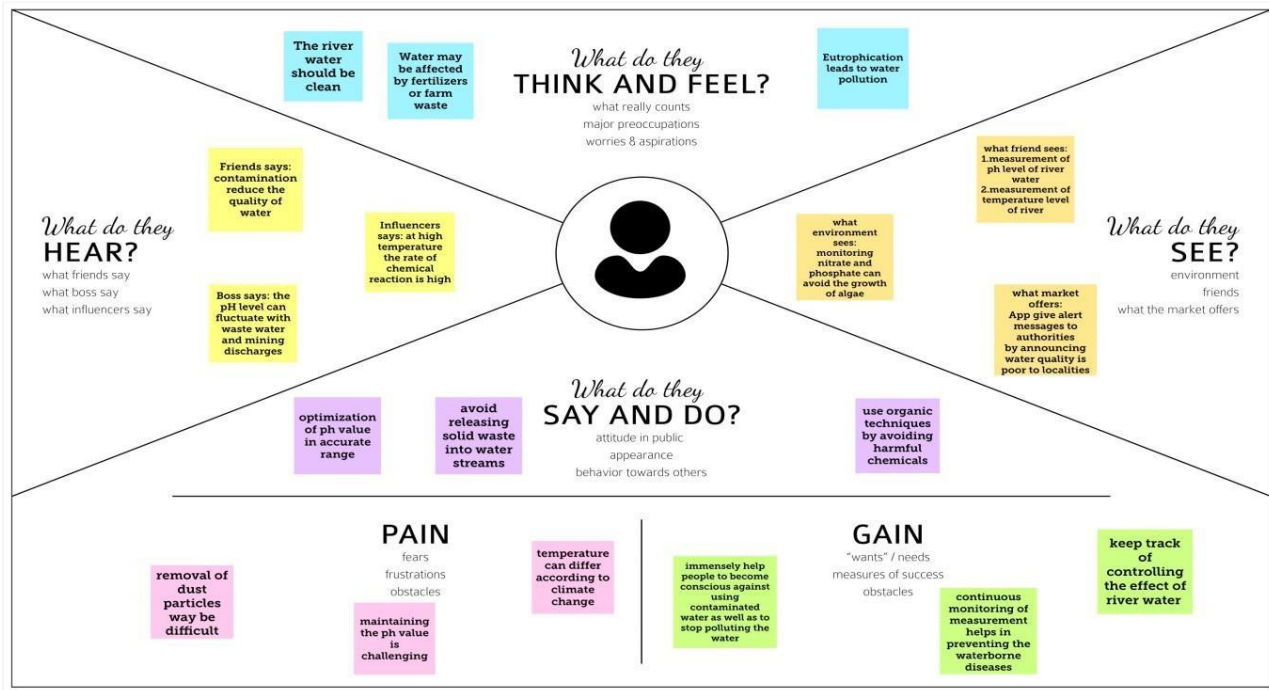 The river
water
should be
clean
Water may
be affected
by fertilizers
or farm
waste
What do they
THINK AND FEEL?
what really counts
major preoccupations
worries & aspirations
Eutrophication
leads to water
pollution
Friends says:
contamination
reduce the
quality of
water
What do they
HEAR?
what friends say
what boss say
what influencers say
Influencers
says: at high
temperature
the rate of
chemical
reaction is high
Boss says: the
pH level can
fluctuate with
waste water
and mining
discharges
what friend sees:
1.measurement of
ph level of river
water
2.measurement of
temperature level
of river
what
environment
sees:
monitoring
nitrate and
phosphate can
avoid the growth
of algae
What do they
SEE?
environment
friends
what the market offers
what market
offers:
App give alert
messages to
authorities
by announcing
water quality is
poor to localities
optimization
of ph value
in accurate
range
avoid
releasing
solid waste
into water
streams
What do they
SAY AND DO?
attitude in public
appearance
behavior towards others
use organic
techniques
by avoiding
harmful
chemicals
PAIN
fears
frustrations
obstacles
removal of
dust
particles
way be
difficult
maintaining
the ph value
is
challenging
temperature
can differ
according to
climate
change
GAIN
"wants" / needs
measures of success
obstacles
immensely help
people to become
conscious against
using
contaminated
water as well as to
stop polluting the
water
continuous
monitoring of
measurement
helps in
preventing the
waterborne
diseases
keep track
of
controlling
the effect of
river water